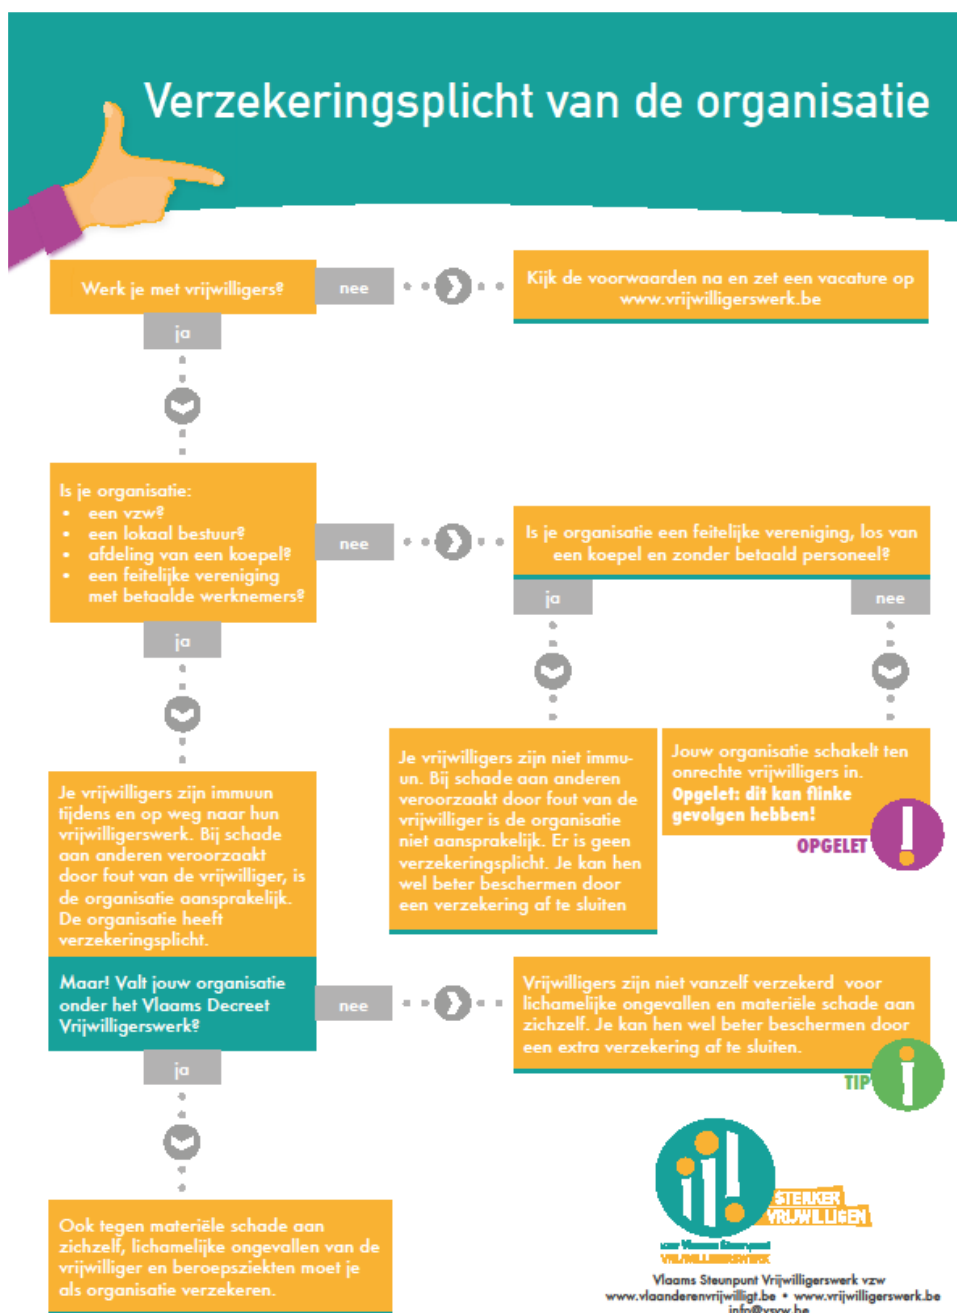 Verzekeringsplicht van de organisatie
Werk je met vrijwilligers?
nee
Kijk de voorwaarden na en zet een vacature op
www.vrijwilligerswerk.be
ja
Is je organisatie:
• een vzw?
• een lokaal bestuur?
• afdeling van een koepel?
• een feitelijke vereniging
met betaalde werknemers?
nee
Is je organisatie een feitelijke vereniging, los van
een koepel en zonder betaald personeel?
ja
nee
ja
Je vrijwilligers zijn niet immu-
un. Bij schade aan anderen
veroorzaakt door fout van de
vrijwilliger is de organisatie
niet aansprakelijk. Er is geen
verzekeringsplicht. Je kan hen
wel beter beschermen door
een verzekering af te sluiten
Jouw organisatie schakelt ten
onrechte vrijwilligers in.
Opgelet: dit kan flinke
gevolgen hebben!
OPGELET
Je vrijwilligers zijn immuun
tijdens en op weg naar hun
vrijwilligerswerk. Bij schade
aan anderen veroorzaakt
door fout van de vrijwilliger, is
de organisatie aansprakelijk.
De organisatie heeft
verzekeringsplicht.
Maar! Valt jouw organisatie
onder het Vlaams Decreet
Vrijwilligerswerk?
nee
Vrijwilligers zijn niet vanzelf verzekerd voor
lichamelijke ongevallen en materiële schade aan
zichzelf. Je kan hen wel beter beschermen door
een extra verzekering af te sluiten.
TIP
ja
Ook tegen materiële schade aan
zichzelf, lichamelijke ongevallen van de
vrijwilliger en beroepsziekten moet je
als organisatie verzekeren.
STERKER
VRIJWILLIGEN
Vlaams Steunpunt
VRIJWILLIGERSWERK
Vlaams Steunpunt Vrijwilligerswerk vzw
www.vlaanderenvrijwilligt.be • www.vrijwilligerswerk.be
info@vsvw.be